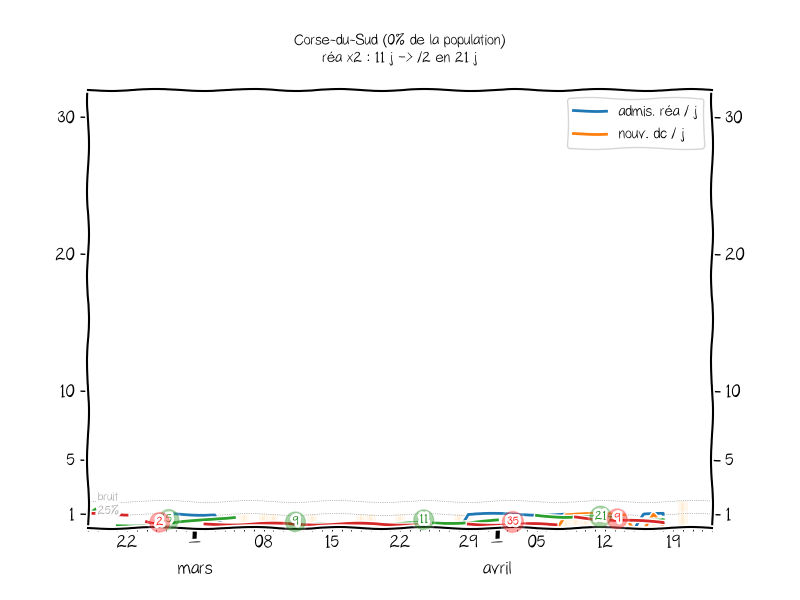 Corse-du-Sud (0% de la population)
réa x2 : 11 j -> /2 en 21 j
admis. réa / j
nouv. dc / j
30 30
20 20
10 10
5 5
bruit
25%
1 1
2 9 11 35 21 9
22 1 08 15 22 29 1 05 12 19
mars avril